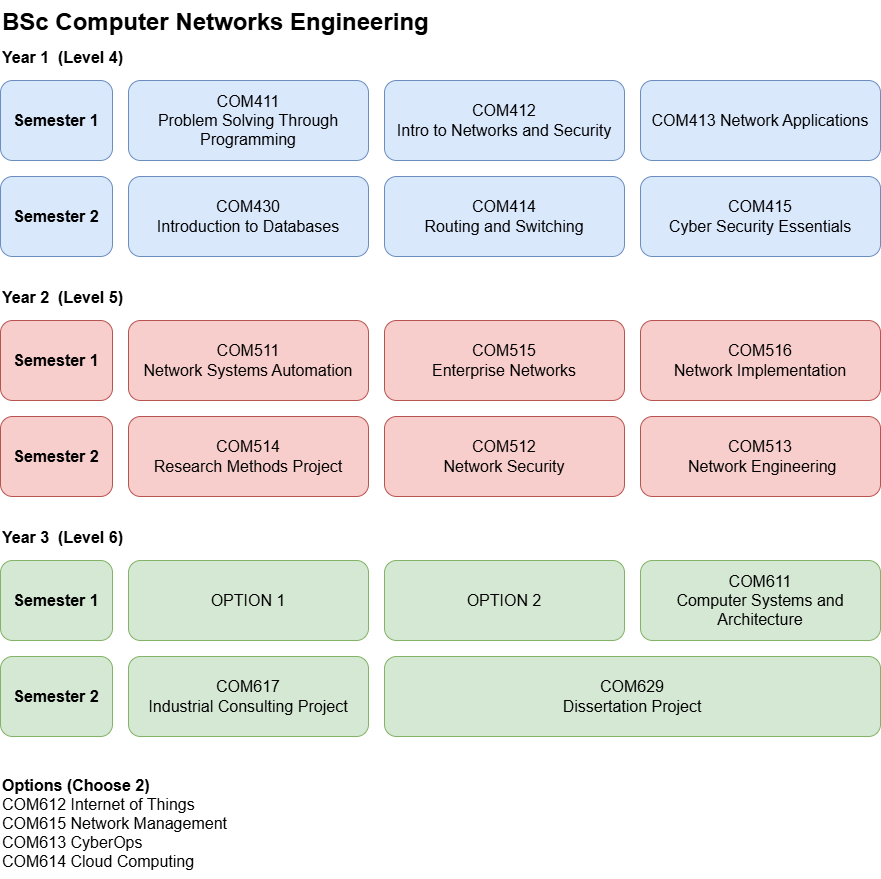 BSc Computer Networks Engineering
Year 1  (Level 4)
Semester 1
COM411
Problem Solving Through
Programming
COM412
Intro to Networks and Security
COM413 Network Applications
Semester 2
COM430
Introduction to Databases
COM414
Routing and Switching
COM415
Cyber Security Essentials
Year 2  (Level 5)
Semester 1
COM511
Network Systems Automation
COM515
Enterprise Networks
COM516
Network Implementation
Semester 2
COM514
Research Methods Project
COM512
Network Security
COM513
Network Engineering
Year 3  (Level 6)
Semester 1
OPTION 1
OPTION 2
COM611
Computer Systems and
Architecture
Semester 2
COM617
Industrial Consulting Project
COM629
Dissertation Project
Options (Choose 2)
COM612 Internet of Things
COM615 Network Management
COM613 CyberOps
COM614 Cloud Computing